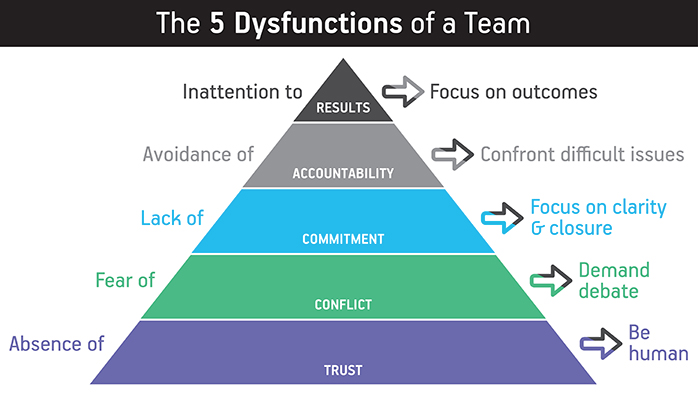 The 5 Dysfunctions of a Team
Inattention to
RESULTS
Focus on outcomes
Avoidance of
ACCOUNTABILITY
Confront difficult issues
Lack of
COMMITMENT
Focus on clarity
& closure
Fear of
CONFLICT
Demand
debate
Absence of
TRUST
Be
human